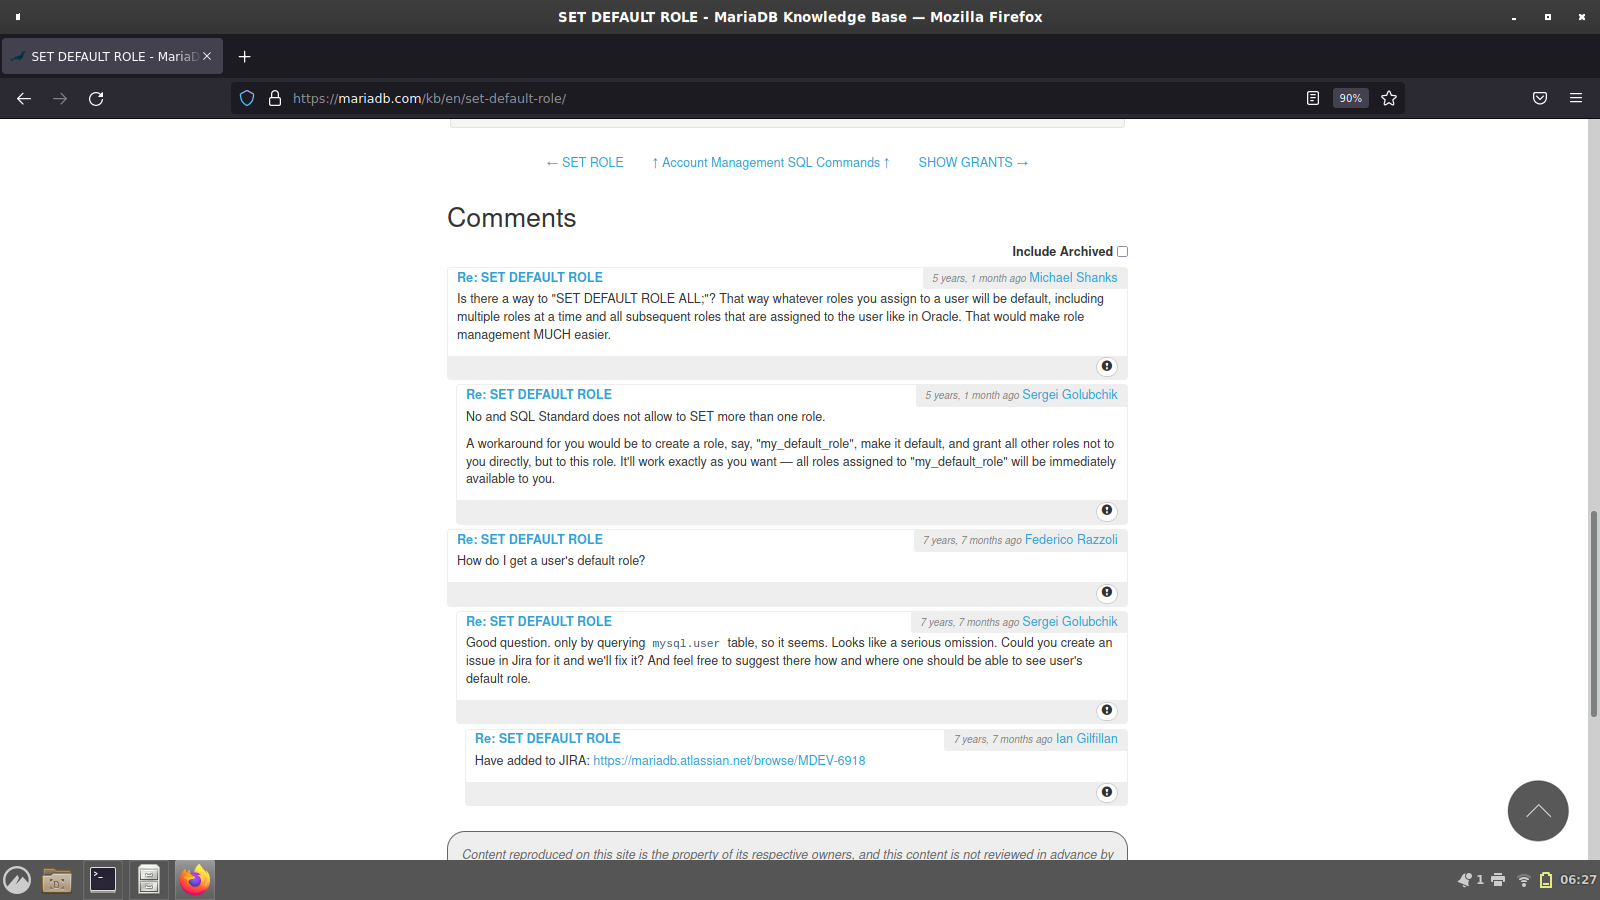 SET DEFAULT ROLE - MariaDB Knowledge Base — Mozilla Firefox
SET DEFAULT ROLE - MariaD
https://mariadb.com/kb/en/set-default-role/
90%
← SET ROLE ↑ Account Management SQL Commands ↑ SHOW GRANTS →
Comments
Include Archived
Re: SET DEFAULT ROLE 5 years, 1 month ago Michael Shanks
Is there a way to "SET DEFAULT ROLE ALL;"? That way whatever roles you assign to a user will be default, including
multiple roles at a time and all subsequent roles that are assigned to the user like in Oracle. That would make role
management MUCH easier.
Re: SET DEFAULT ROLE 5 years, 1 month ago Sergei Golubchik
No and SQL Standard does not allow to SET more than one role.
A workaround for you would be to create a role, say, "my_default_role", make it default, and grant all other roles not to
you directly, but to this role. It'll work exactly as you want — all roles assigned to "my_default_role" will be immediately
available to you.
Re: SET DEFAULT ROLE 7 years, 7 months ago Federico Razzoli
How do I get a user's default role?
Re: SET DEFAULT ROLE 7 years, 7 months ago Sergei Golubchik
Good question. only by querying mysql.user table, so it seems. Looks like a serious omission. Could you create an
issue in Jira for it and we'll fix it? And feel free to suggest there how and where one should be able to see user's
default role.
Re: SET DEFAULT ROLE 7 years, 7 months ago Ian Gilfillan
Have added to JIRA: https://mariadb.atlassian.net/browse/MDEV-6918
Content reproduced on this site is the property of its respective owners, and this content is not reviewed in advance by
1 06:27